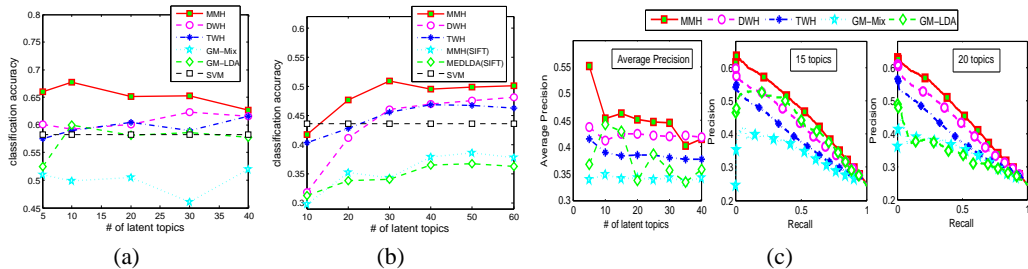 MMH
DWH
TWH
GM-Mix
GM-LDA
SVM
0.8
0.75
0.7
0.65
0.6
0.55
0.5
0.45
classification accuracy
5 10 20 30 40
# of latent topics
(a)
MMH
DWH
TWH
MMH(SIFT)
MEDLDA(SIFT)
SVM
0.6
0.55
0.5
0.45
0.4
0.35
0.3
classification accuracy
10 20 30 40 50 60
# of latent topics
(b)
MMH DWH TWH GM-Mix GM-LDA
Average Precision
0.55
0.5
0.45
0.4
0.35
0.3
Average Precision
0 10 20 30 40
# of latent topics
15 topics
0.6
0.4
0.2
Precision
0 0.5 1
Recall
20 topics
0.6
0.4
0.2
Precision
0 0.5 1
Recall
(c)